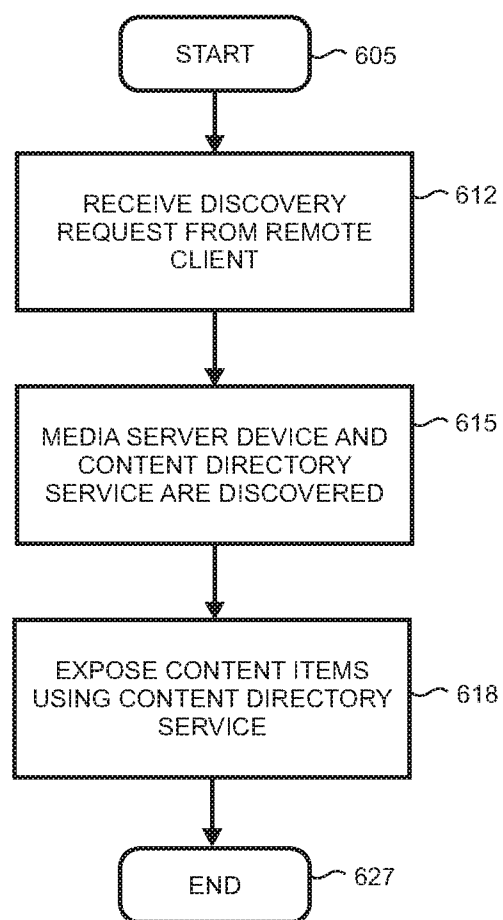 START
605
RECEIVE DISCOVERY
REQUEST FROM REMOTE
CLIENT
612
MEDIA SERVER DEVICE AND
CONTENT DIRECTORY
SERVICE ARE DISCOVERED
615
EXPOSE CONTENT ITEMS
USING CONTENT DIRECTORY
SERVICE
618
END
627